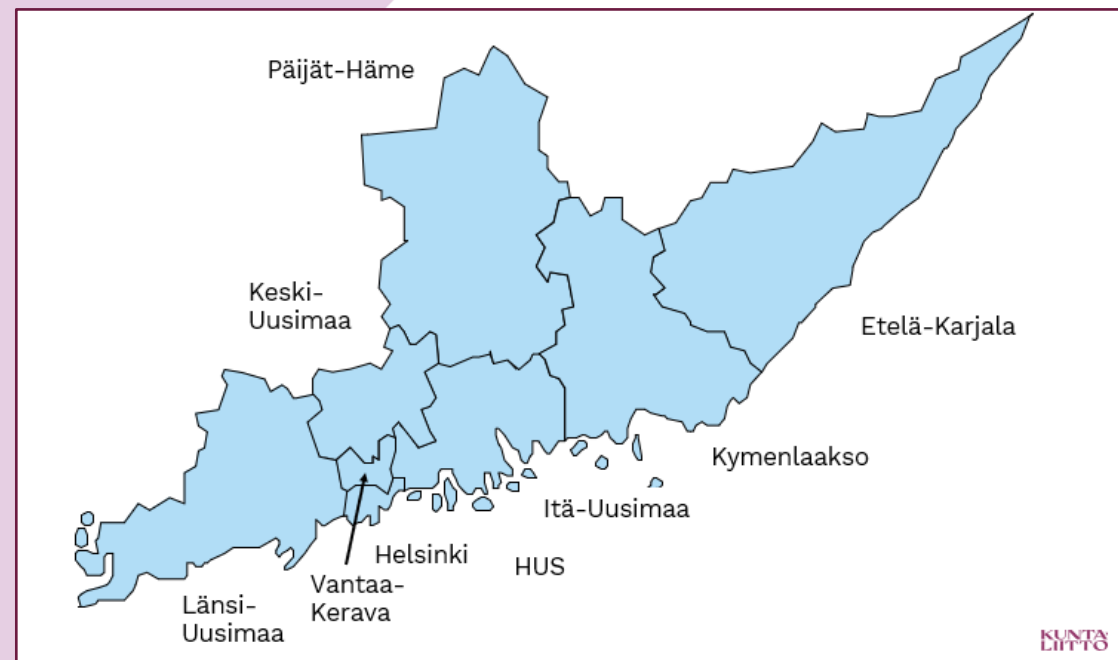 Päijät-Häme
Keski-
Uusimaa
Etelä-Karjala
Kymenlaakso
Itä-Uusimaa
Helsinki
HUS
Vantaa-
Kerava
Länsi-
Uusimaa
KUNTA
LIITTO